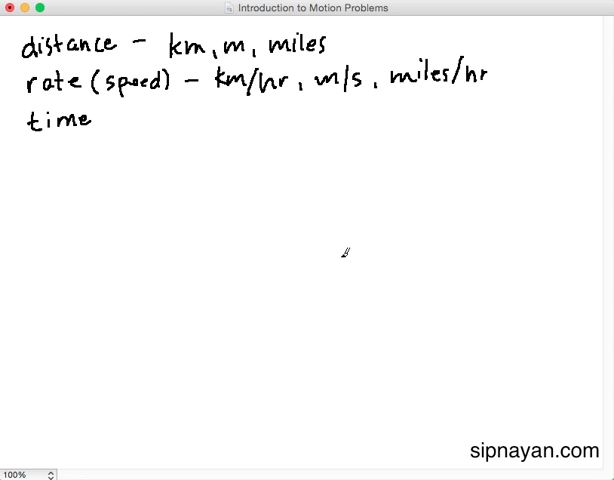 Introduction to Motion Problems
distance - km, m, miles
rate (speed) - km/hr, m/s, miles/hr
time
sipnayan.com
100%